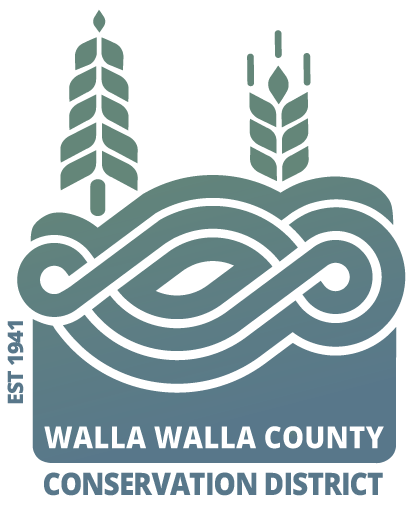 EST 1941
WALLA WALLA COUNTY
CONSERVATION DISTRICT